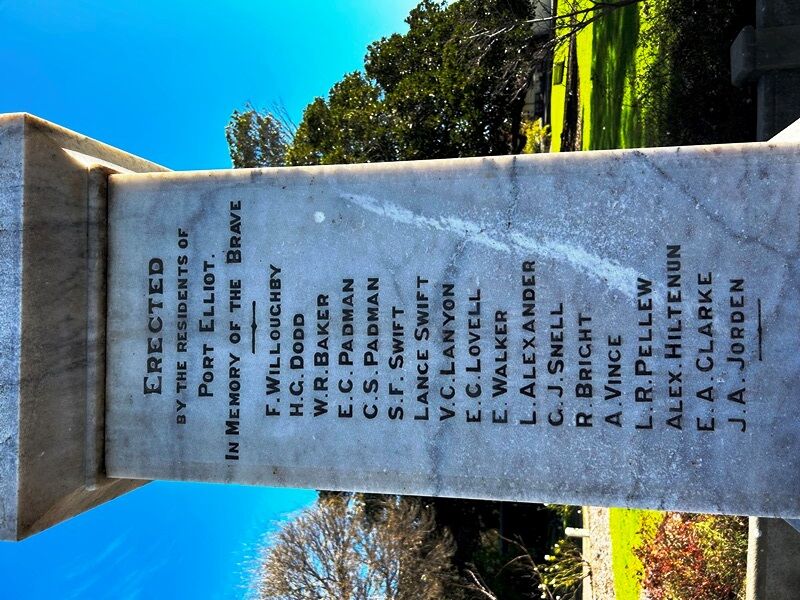 ERECTED
BY THE RESIDENTS OF
PORT ELLIOT.
IN MEMORY OF THE BRAVE
F. WILLOUGHBY
H.G. DODD
W.R. BAKER
E.C. PADMAN
C.S. PADMAN
S.F. SWIFT
LANCE SWIFT
V.C. LANYON
E.C. LOVELL
E. WALKER
L. ALEXANDER
C.J. SNELL
R. BRIGHT
A. VINCE
L.R. PELLEW
ALEX. HILTENUN
E.A. CLARKE
J.A. JORDEN